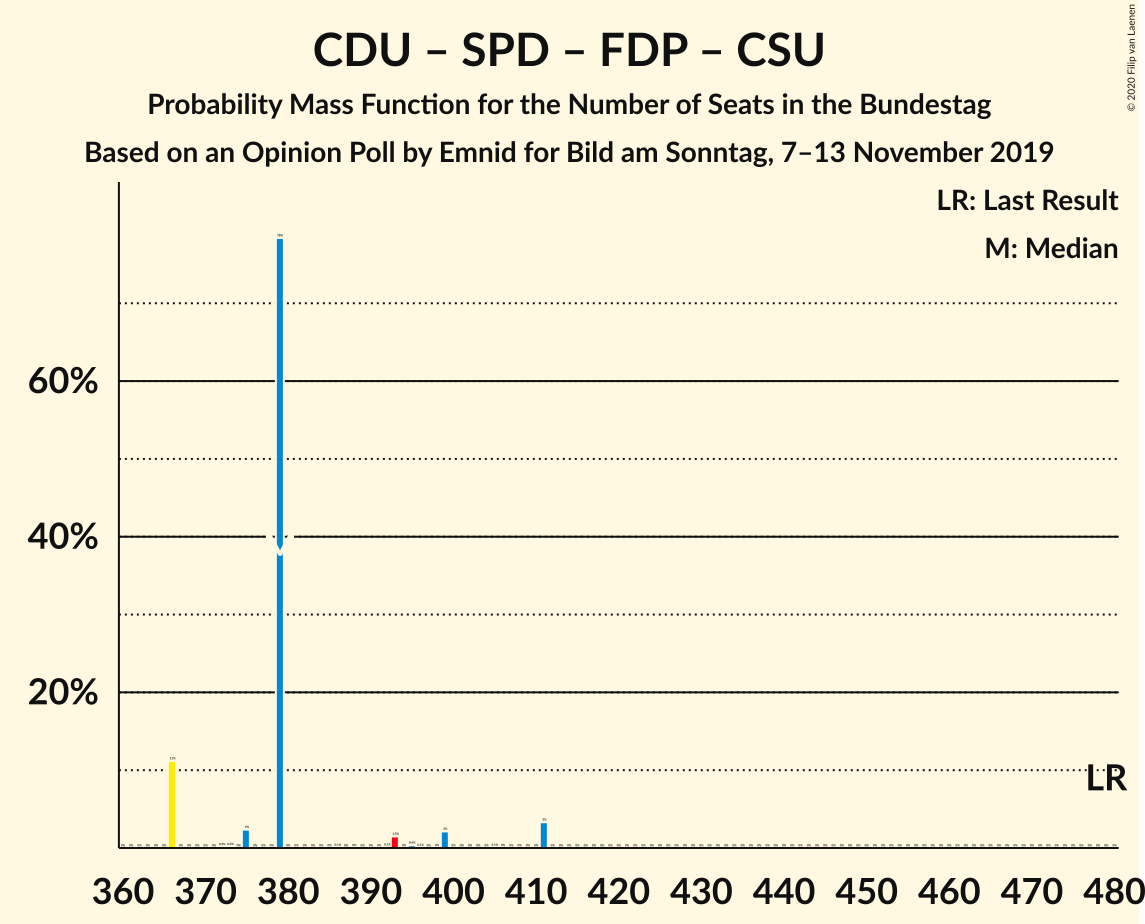 CDU – SPD – FDP – CSU
Probability Mass Function for the Number of Seats in the Bundestag
Based on an Opinion Poll by Emnid for Bild am Sonntag, 7–13 November 2019
© 2020 Filip van Laenen
LR: Last Result
M: Median
60%
40%
20%
LR
360 370 380 390 400 410 420 430 440 450 460 470 480